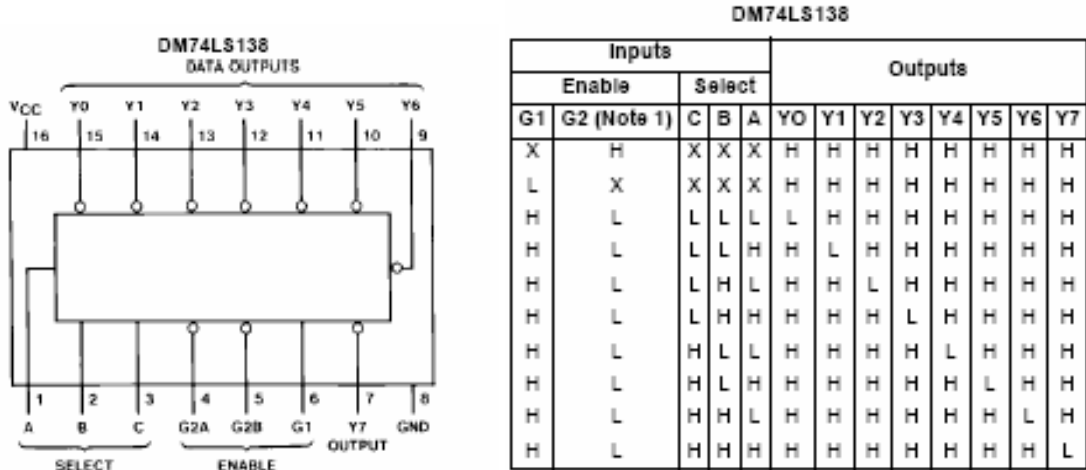 DM74LS138
DATA OUTPUTS
VCC Y0 Y1 Y2 Y3 Y4 Y5 Y6
16 15 14 13 12 11 10 9
1 2 3 4 5 6 7 8
A B C G2A G2B G1 Y7 GND
OUTPUT
SELECT ENABLE
DM74LS138
Inputs Outputs
Enable Select
G1 G2 (Note 1) C B A YO Y1 Y2 Y3 Y4 Y5 Y6 Y7
X H X X X H H H H H H H H
L X X X X H H H H H H H H
H L L L L L H H H H H H H
H L L L H H L H H H H H H
H L L H L H H L H H H H H
H L L H H H H H L H H H H
H L H L L H H H H L H H H
H L H L H H H H H H L H H
H L H H L H H H H H H L H
H L H H H H H H H H H H L